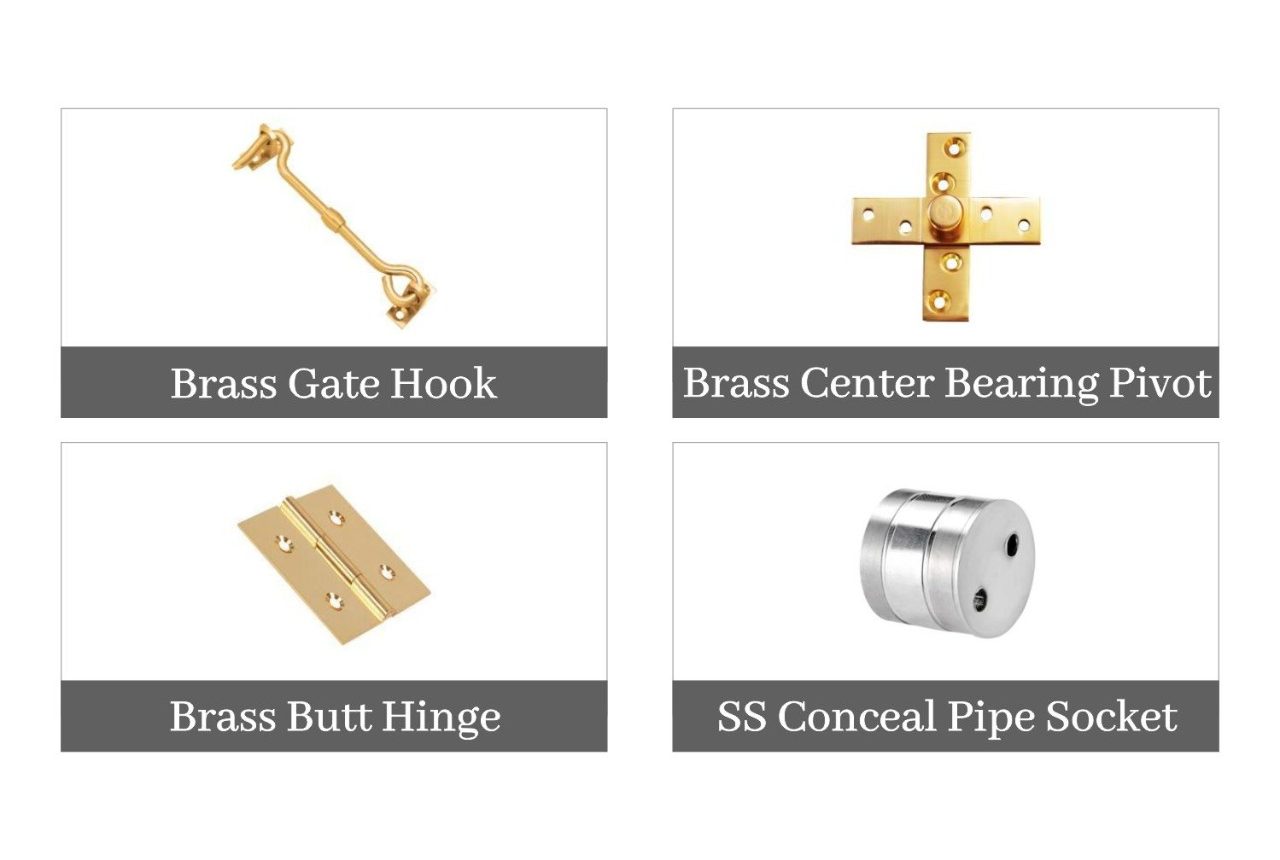 Brass Gate Hook
Brass Center Bearing Pivot
Brass Butt Hinge
SS Conceal Pipe Socket